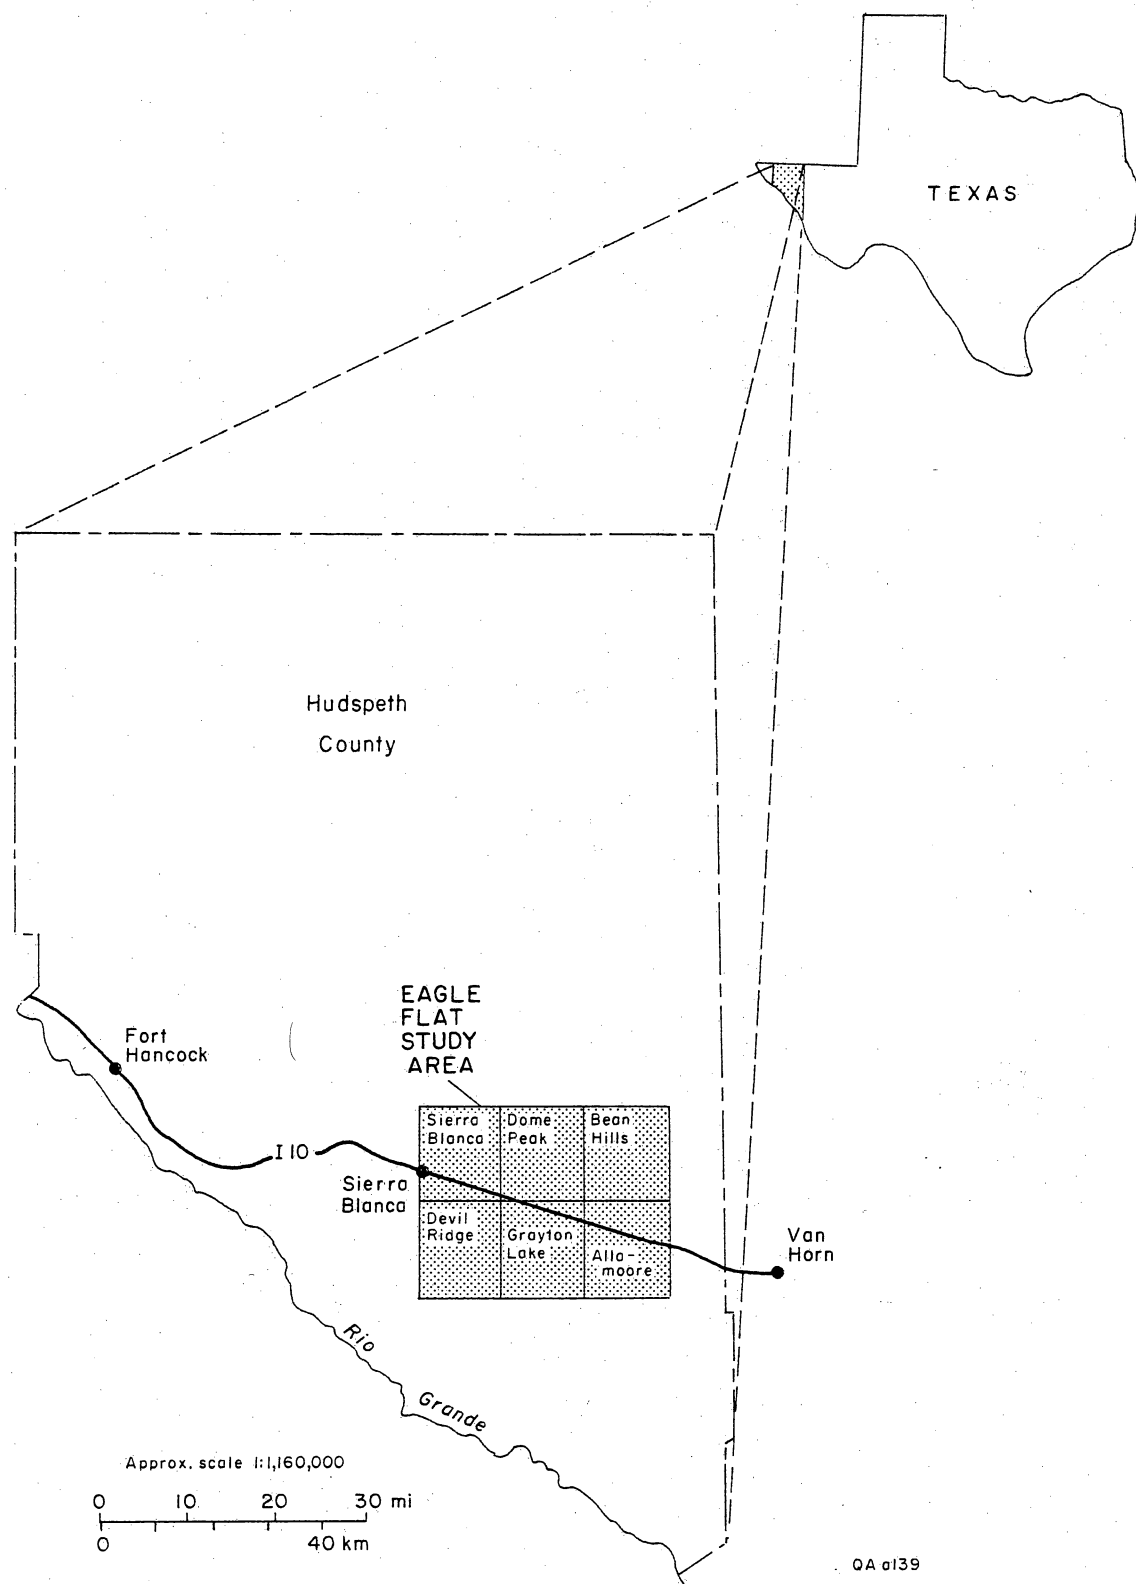 TEXAS
Hudspeth
County
EAGLE
FLAT
STUDY
AREA
Fort
Hancock
I 10
Sierra
Blanca
Sierra
Blanca
Dome
Peak
Bean
Hills
Devil
Ridge
Grayton
Lake
Alla-
moore
Van
Horn
Rio
Grande
Approx. scale 1:1,160,000
0 10 20 30 mi
0 40 km
QA a139